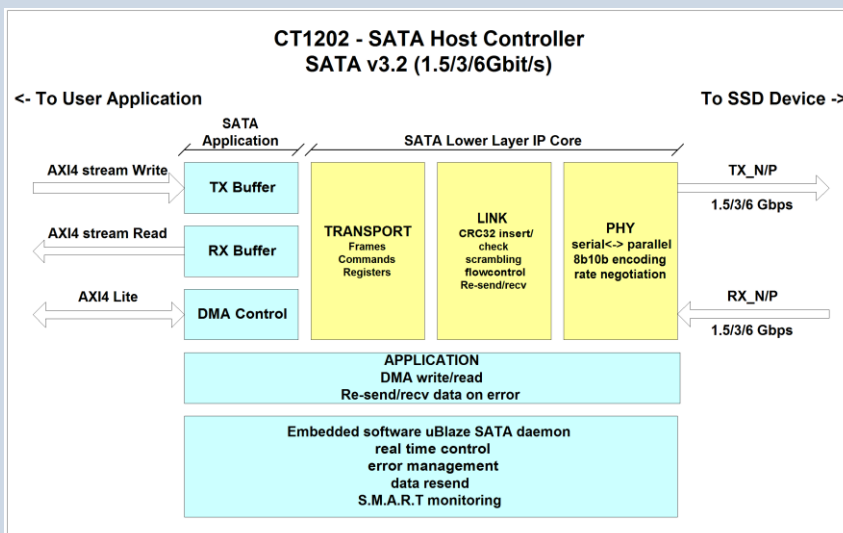 CT1202 - SATA Host Controller
SATA v3.2 (1.5/3/6Gbit/s)
<- To User Application
To SSD Device ->
SATA
Application
SATA Lower Layer IP Core
AXI4 stream Write
TX Buffer
AXI4 stream Read
RX Buffer
AXI4 Lite
DMA Control
TRANSPORT
Frames
Commands
Registers
LINK
CRC32 insert/
check
scrambling
flowcontrol
Re-send/recv
PHY
serial<-> parallel
8b10b encoding
rate negotiation
TX_N/P
1.5/3/6 Gbps
RX_N/P
1.5/3/6 Gbps
APPLICATION
DMA write/read
Re-send/recv data on error
Embedded software uBlaze SATA daemon
real time control
error management
data resend
S.M.A.R.T monitoring